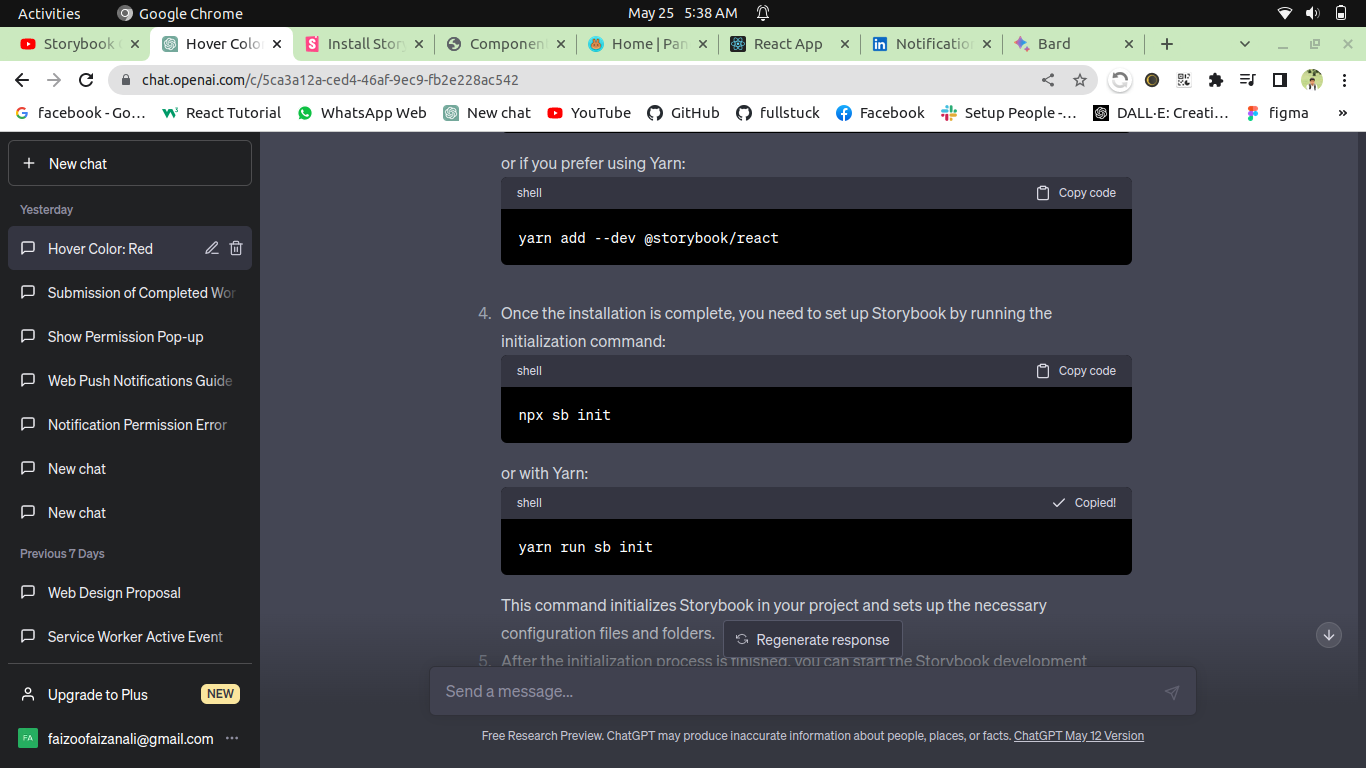 Activities Google Chrome May 25 5:38 AM
Storybook Hover Colo Install Story Component Home | Pan React App Notificatio Bard
chat.openai.com/c/5ca3a12a-ced4-46af-9ec9-fb2e228ac542
facebook - Go... React Tutorial WhatsApp Web New chat YouTube GitHub fullstuck Facebook Setup People -... DALL·E: Creati... figma »
New chat
Yesterday
Hover Color: Red
Submission of Completed Wor
Show Permission Pop-up
Web Push Notifications Guide
Notification Permission Error
New chat
New chat
Previous 7 Days
Web Design Proposal
Service Worker Active Event
Upgrade to Plus NEW
FA faizoofaizanali@gmail.com
or if you prefer using Yarn:
shell Copy code
yarn add --dev @storybook/react
4. Once the installation is complete, you need to set up Storybook by running the
initialization command:
shell Copy code
npx sb init
or with Yarn:
shell Copied!
yarn run sb init
This command initializes Storybook in your project and sets up the necessary
configuration files and folders.
Regenerate response
5. After the initialization process is finished, you can start the Storybook development
Send a message...
Free Research Preview. ChatGPT may produce inaccurate information about people, places, or facts. ChatGPT May 12 Version